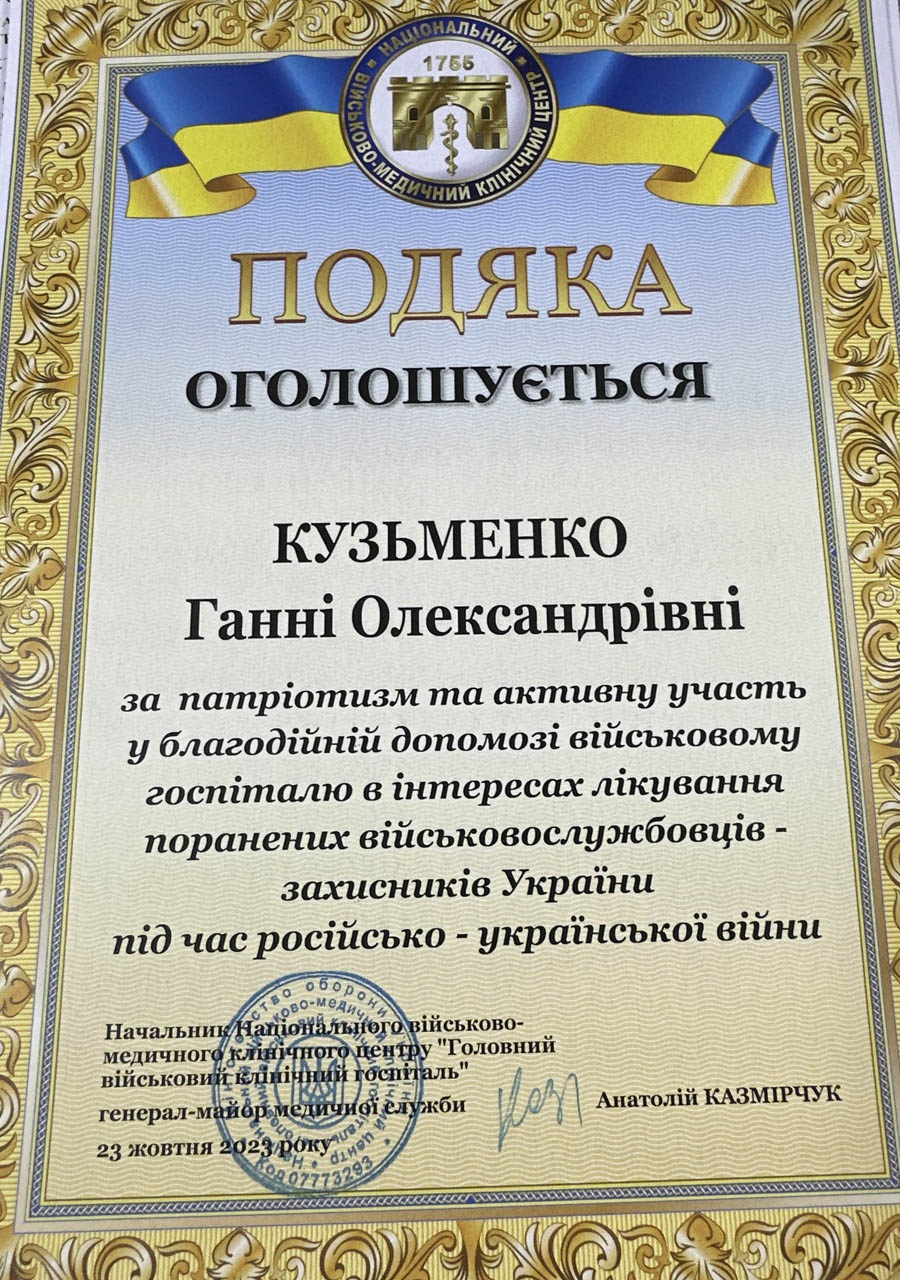 НАЦІОНАЛЬНИЙ
ВІЙСЬКОВО-МЕДИЧНИЙ КЛІНІЧНИЙ ЦЕНТР
1755
ПОДЯКА
ОГОЛОШУЄТЬСЯ
КУЗЬМЕНКО
Ганні Олександрівні
за патріотизм та активну участь
у благодійній допомозі військовому
госпіталю в інтересах лікування
поранених військовослужбовців -
захисників України
під час російсько - української війни
Начальник Національного військово-
медичного клінічного центру "Головний
військовий клінічний госпіталь"
генерал-майор медичної служби
Анатолій КАЗМІРЧУК
23 жовтня 2023 року
Код 07773293